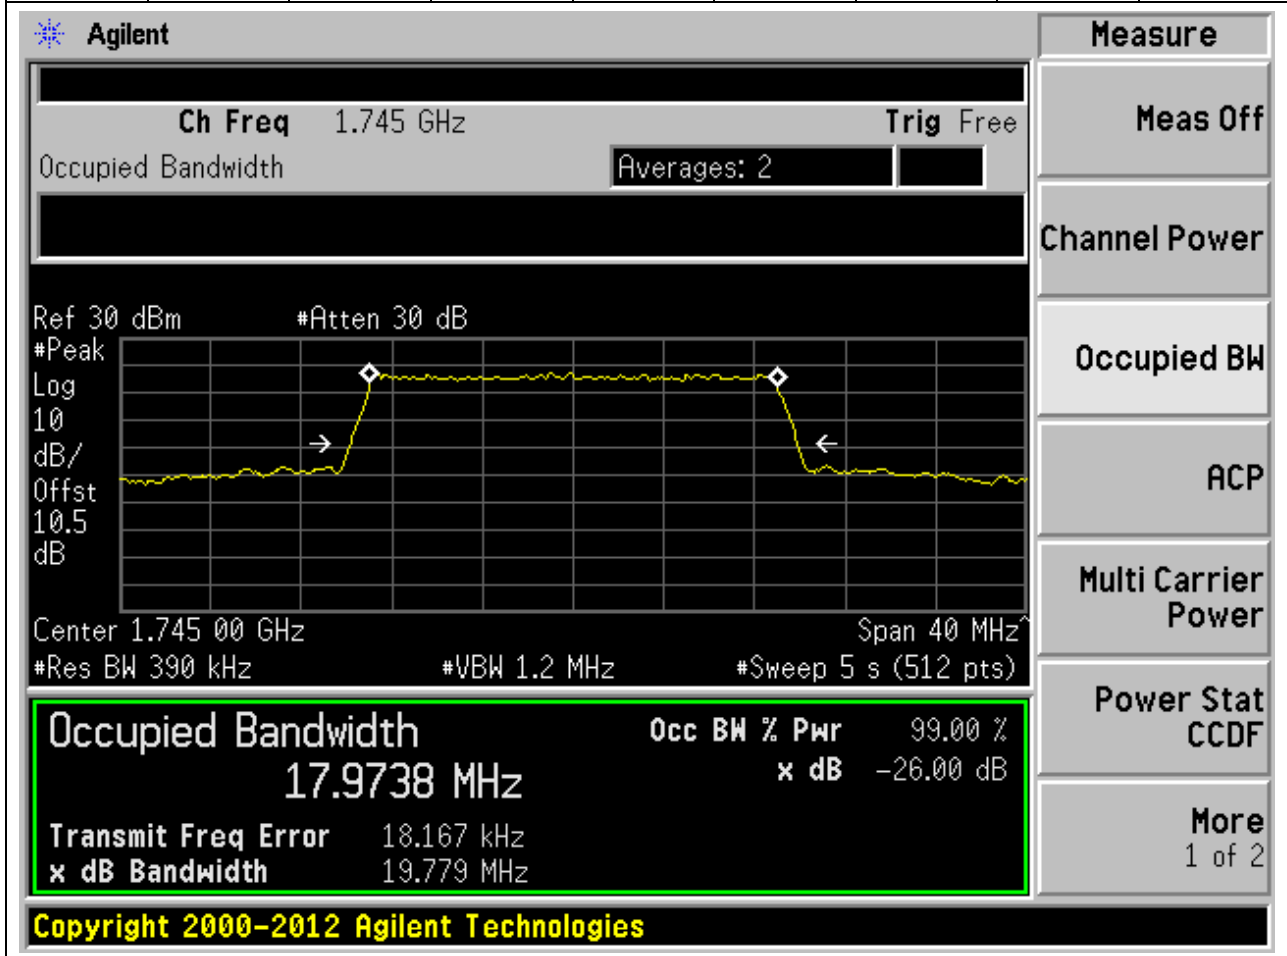 Agilent
Measure
Ch Freq 1.745 GHz Trig Free
Occupied Bandwidth Averages: 2
Meas Off
Channel Power
Occupied BW
ACP
Multi Carrier
Power
Power Stat
CCDF
More
1 of 2
Ref 30 dBm #Atten 30 dB
#Peak
Log
10
dB/
Offst
10.5
dB
Center 1.745 00 GHz Span 40 MHz^
#Res BW 390 kHz #VBW 1.2 MHz #Sweep 5 s (512 pts)
Occupied Bandwidth
17.9738 MHz
Occ BW % Pwr 99.00 %
x dB -26.00 dB
Transmit Freq Error 18.167 kHz
x dB Bandwidth 19.779 MHz
Copyright 2000-2012 Agilent Technologies